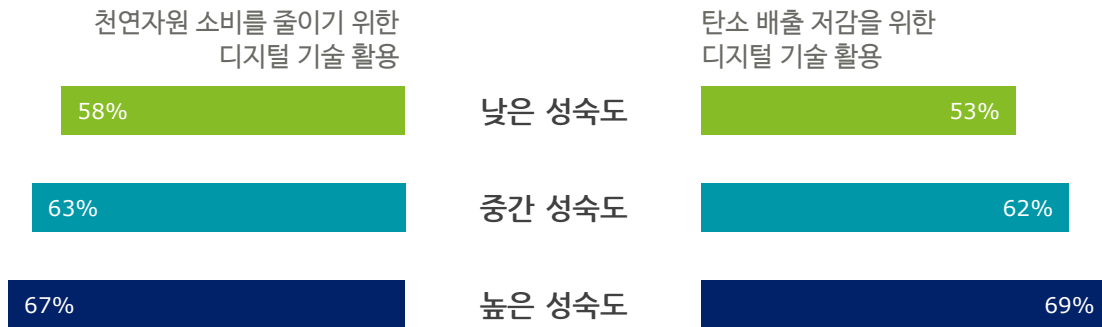 천연자원 소비를 줄이기 위한
디지털 기술 활용
탄소 배출 저감을 위한
디지털 기술 활용
58%
낮은 성숙도
53%
63%
중간 성숙도
62%
67%
높은 성숙도
69%